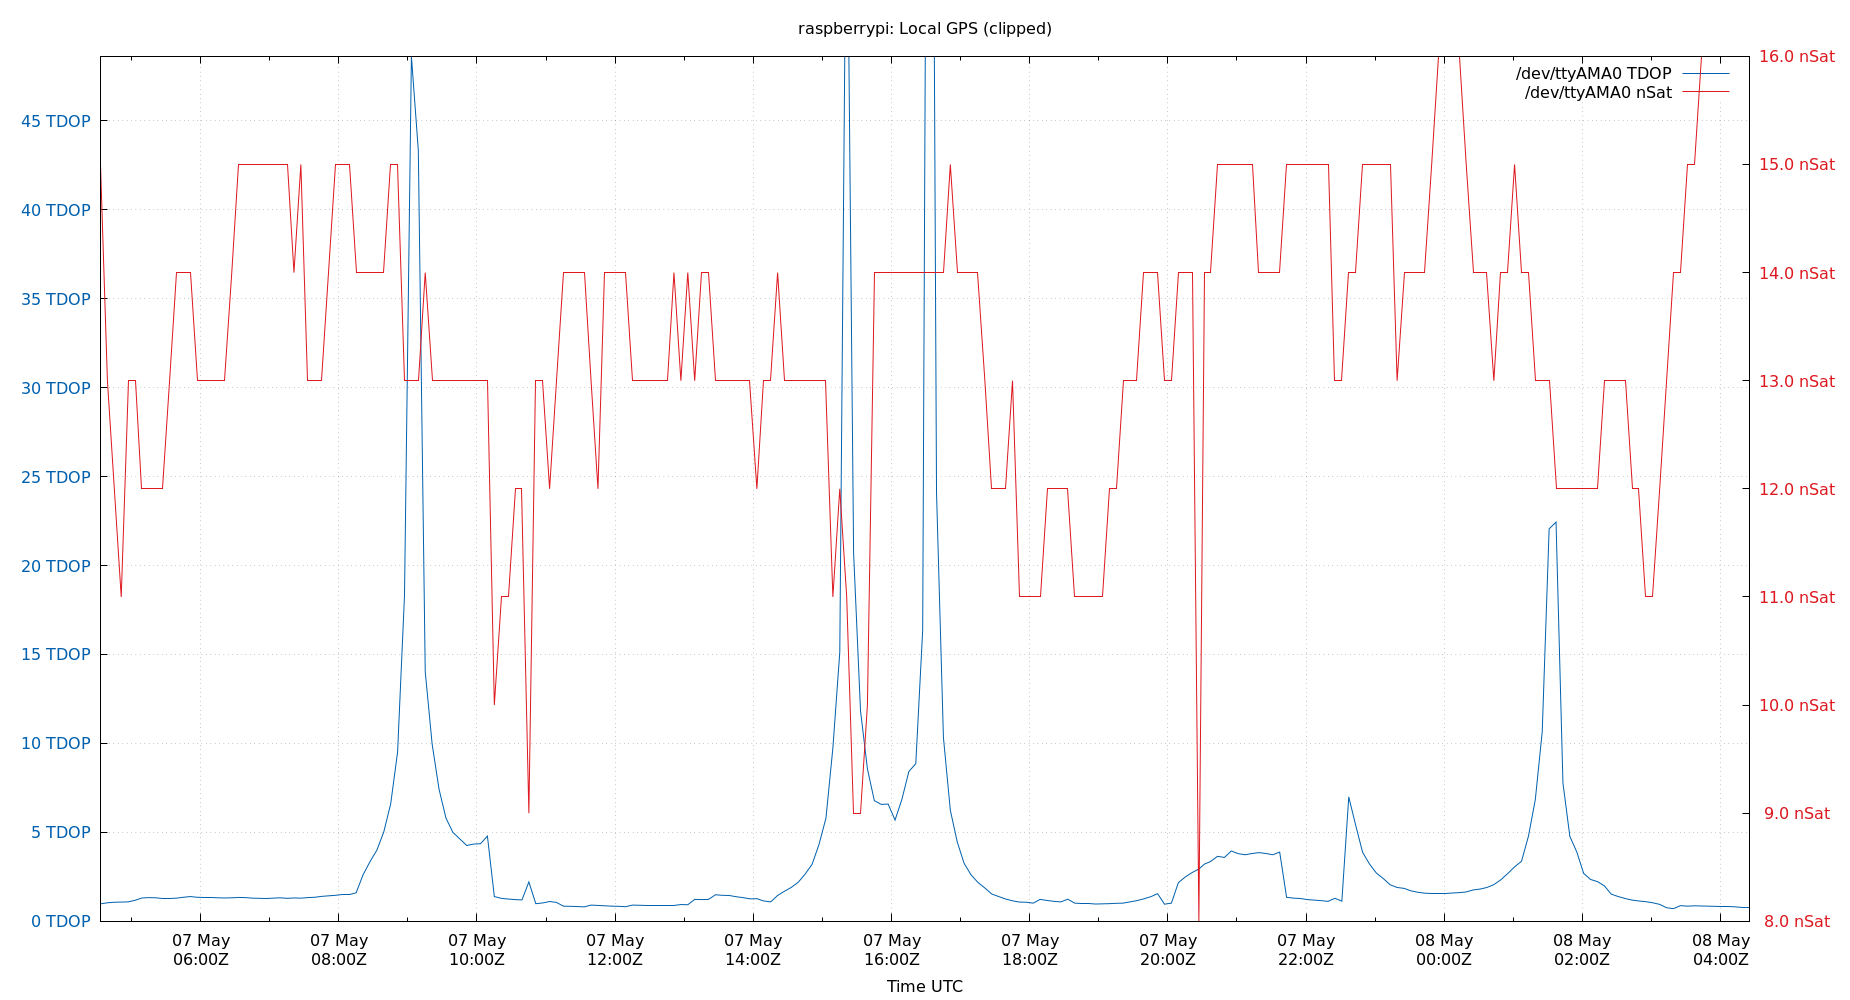 raspberrypi: Local GPS (clipped)
16.0 nSat
/dev/ttyAMA0 TDOP
/dev/ttyAMA0 nSat
45 TDOP
15.0 nSat
40 TDOP
14.0 nSat
35 TDOP
13.0 nSat
30 TDOP
25 TDOP
12.0 nSat
20 TDOP
11.0 nSat
15 TDOP
10.0 nSat
10 TDOP
9.0 nSat
5 TDOP
0 TDOP
8.0 nSat
07 May 07 May 07 May 07 May 07 May 07 May 07 May 07 May 07 May 08 May 08 May 08 May
06:00Z 08:00Z 10:00Z 12:00Z 14:00Z 16:00Z 18:00Z 20:00Z 22:00Z 00:00Z 02:00Z 04:00Z
Time UTC